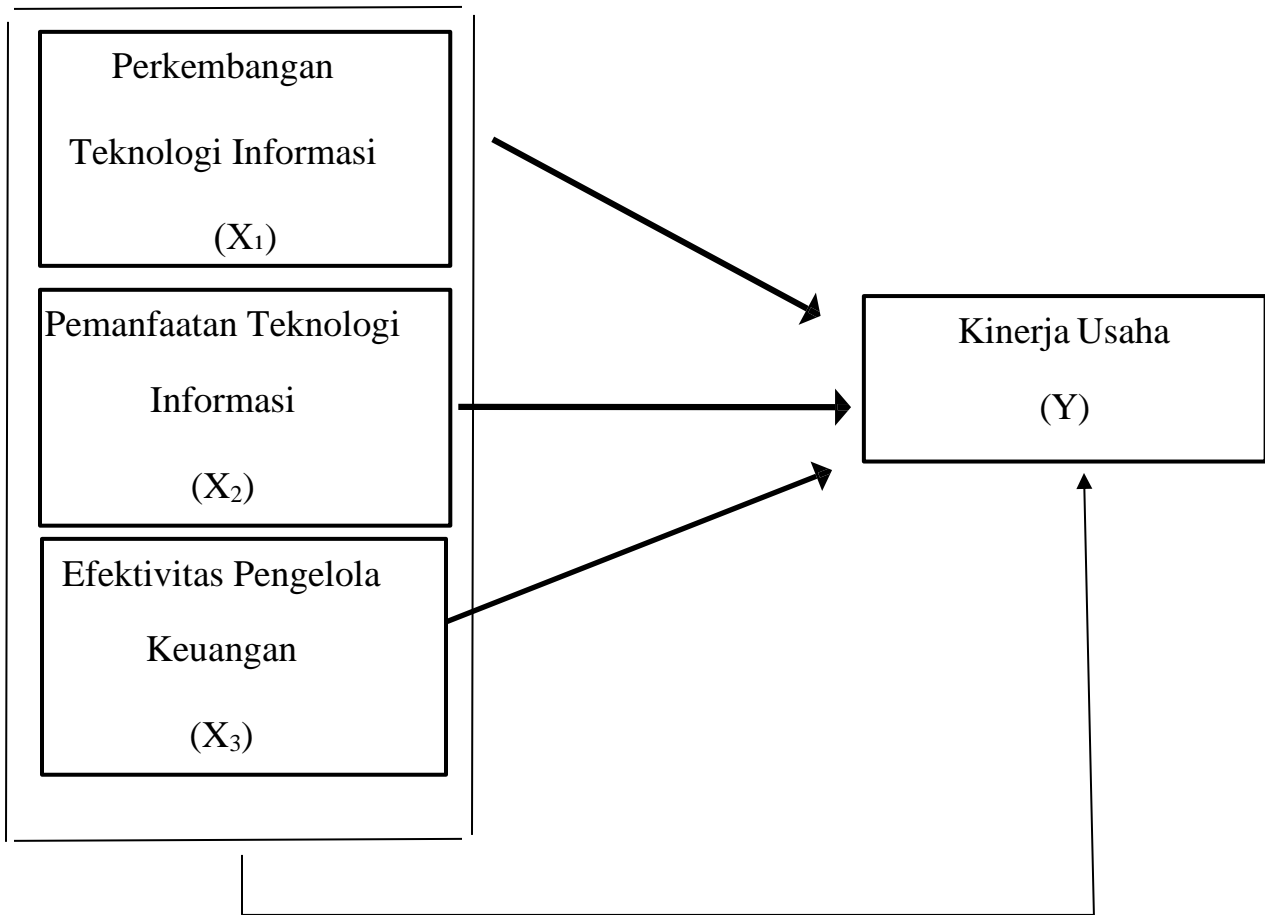 Perkembangan
Teknologi Informasi
(X₁)
Pemanfaatan Teknologi
Informasi
(X₂)
Efektivitas Pengelola
Keuangan
(X₃)
Kinerja Usaha
(Y)